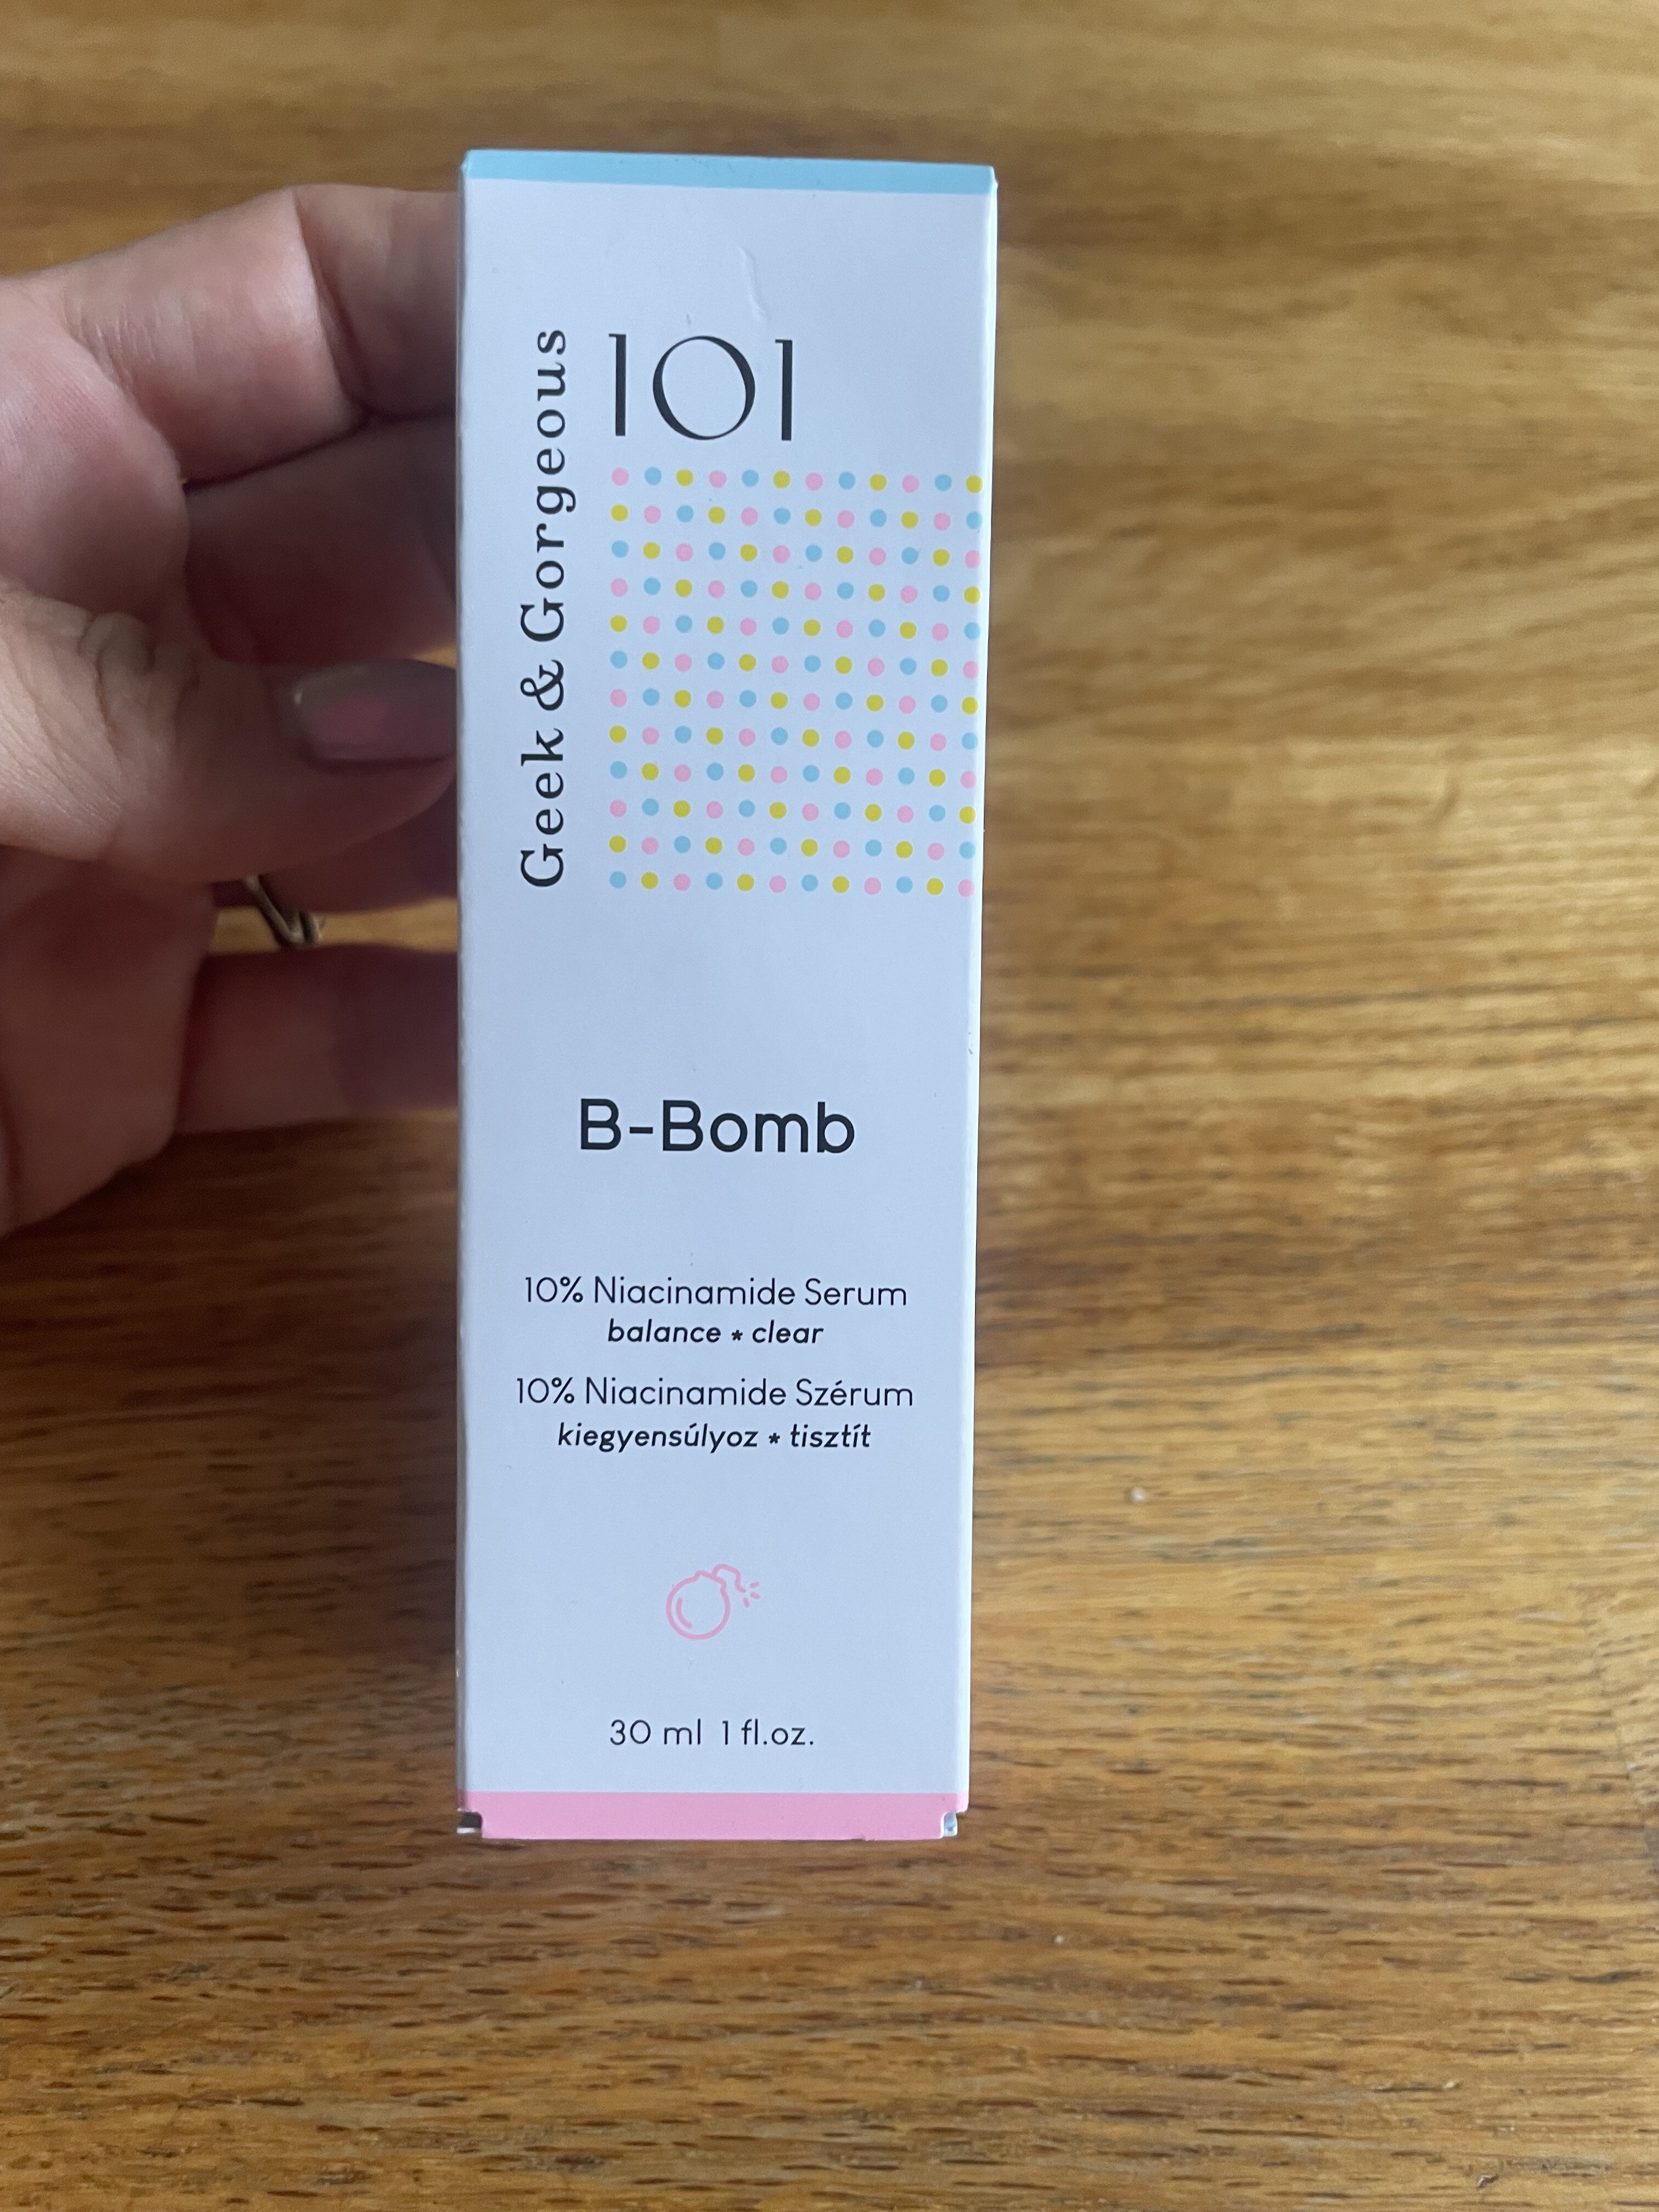 Geek & Gorgeous
101
B-Bomb
10% Niacinamide Serum
balance * clear
10% Niacinamide Szérum
kiegyensúlyoz * tisztít
30 ml 1 fl.oz.